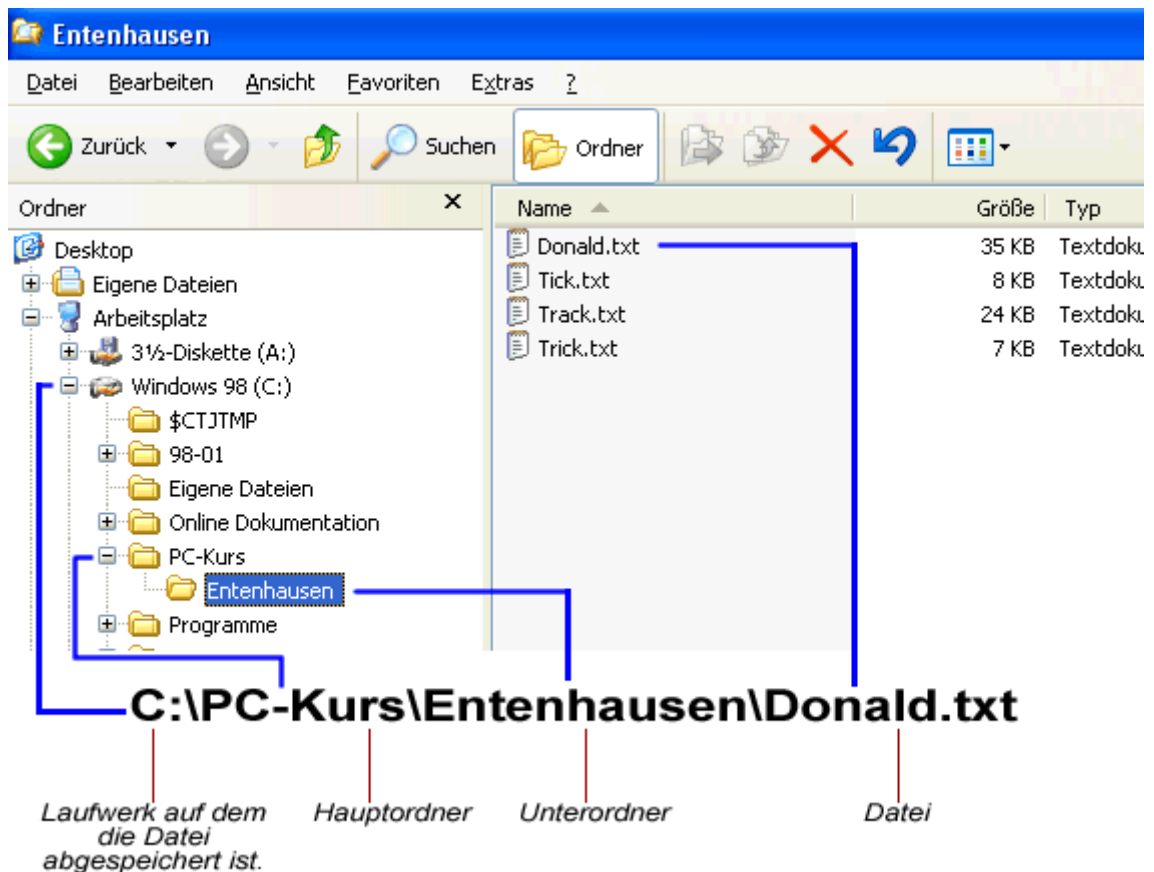 Entenhausen
Datei Bearbeiten Ansicht Favoriten Extras ?
Zurück Suchen Ordner
Ordner
Name Größe Typ
Desktop
Eigene Dateien
Arbeitsplatz
3½-Diskette (A:)
Windows 98 (C:)
$CTJTMP
98-01
Eigene Dateien
Online Dokumentation
PC-Kurs
Entenhausen
Programme
Donald.txt 35 KB Textdoku
Tick.txt 8 KB Textdoku
Track.txt 24 KB Textdoku
Trick.txt 7 KB Textdoku
C:\PC-Kurs\Entenhausen\Donald.txt
Laufwerk auf dem
die Datei
abgespeichert ist.
Hauptordner
Unterordner
Datei